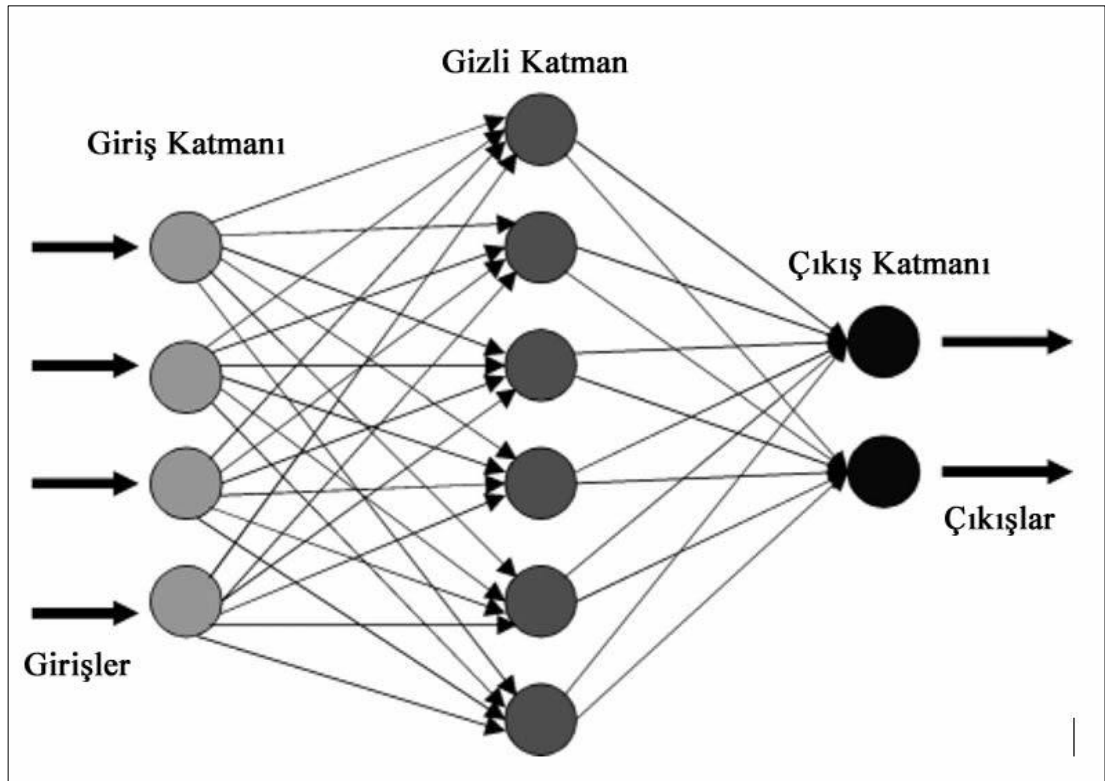 Gizli Katman
Giriş Katmanı
Çıkış Katmanı
Çıkışlar
Girişler